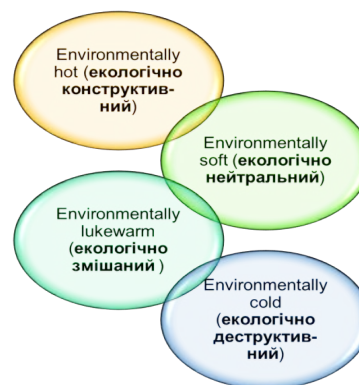 Environmentally
hot (екологічно
конструктив-
ний)
Environmentally
soft (екологічно
нейтральний)
Environmentally
lukewarm
(екологічно
змішаний )
Environmentally
cold
(екологічно
деструктив-
ний)